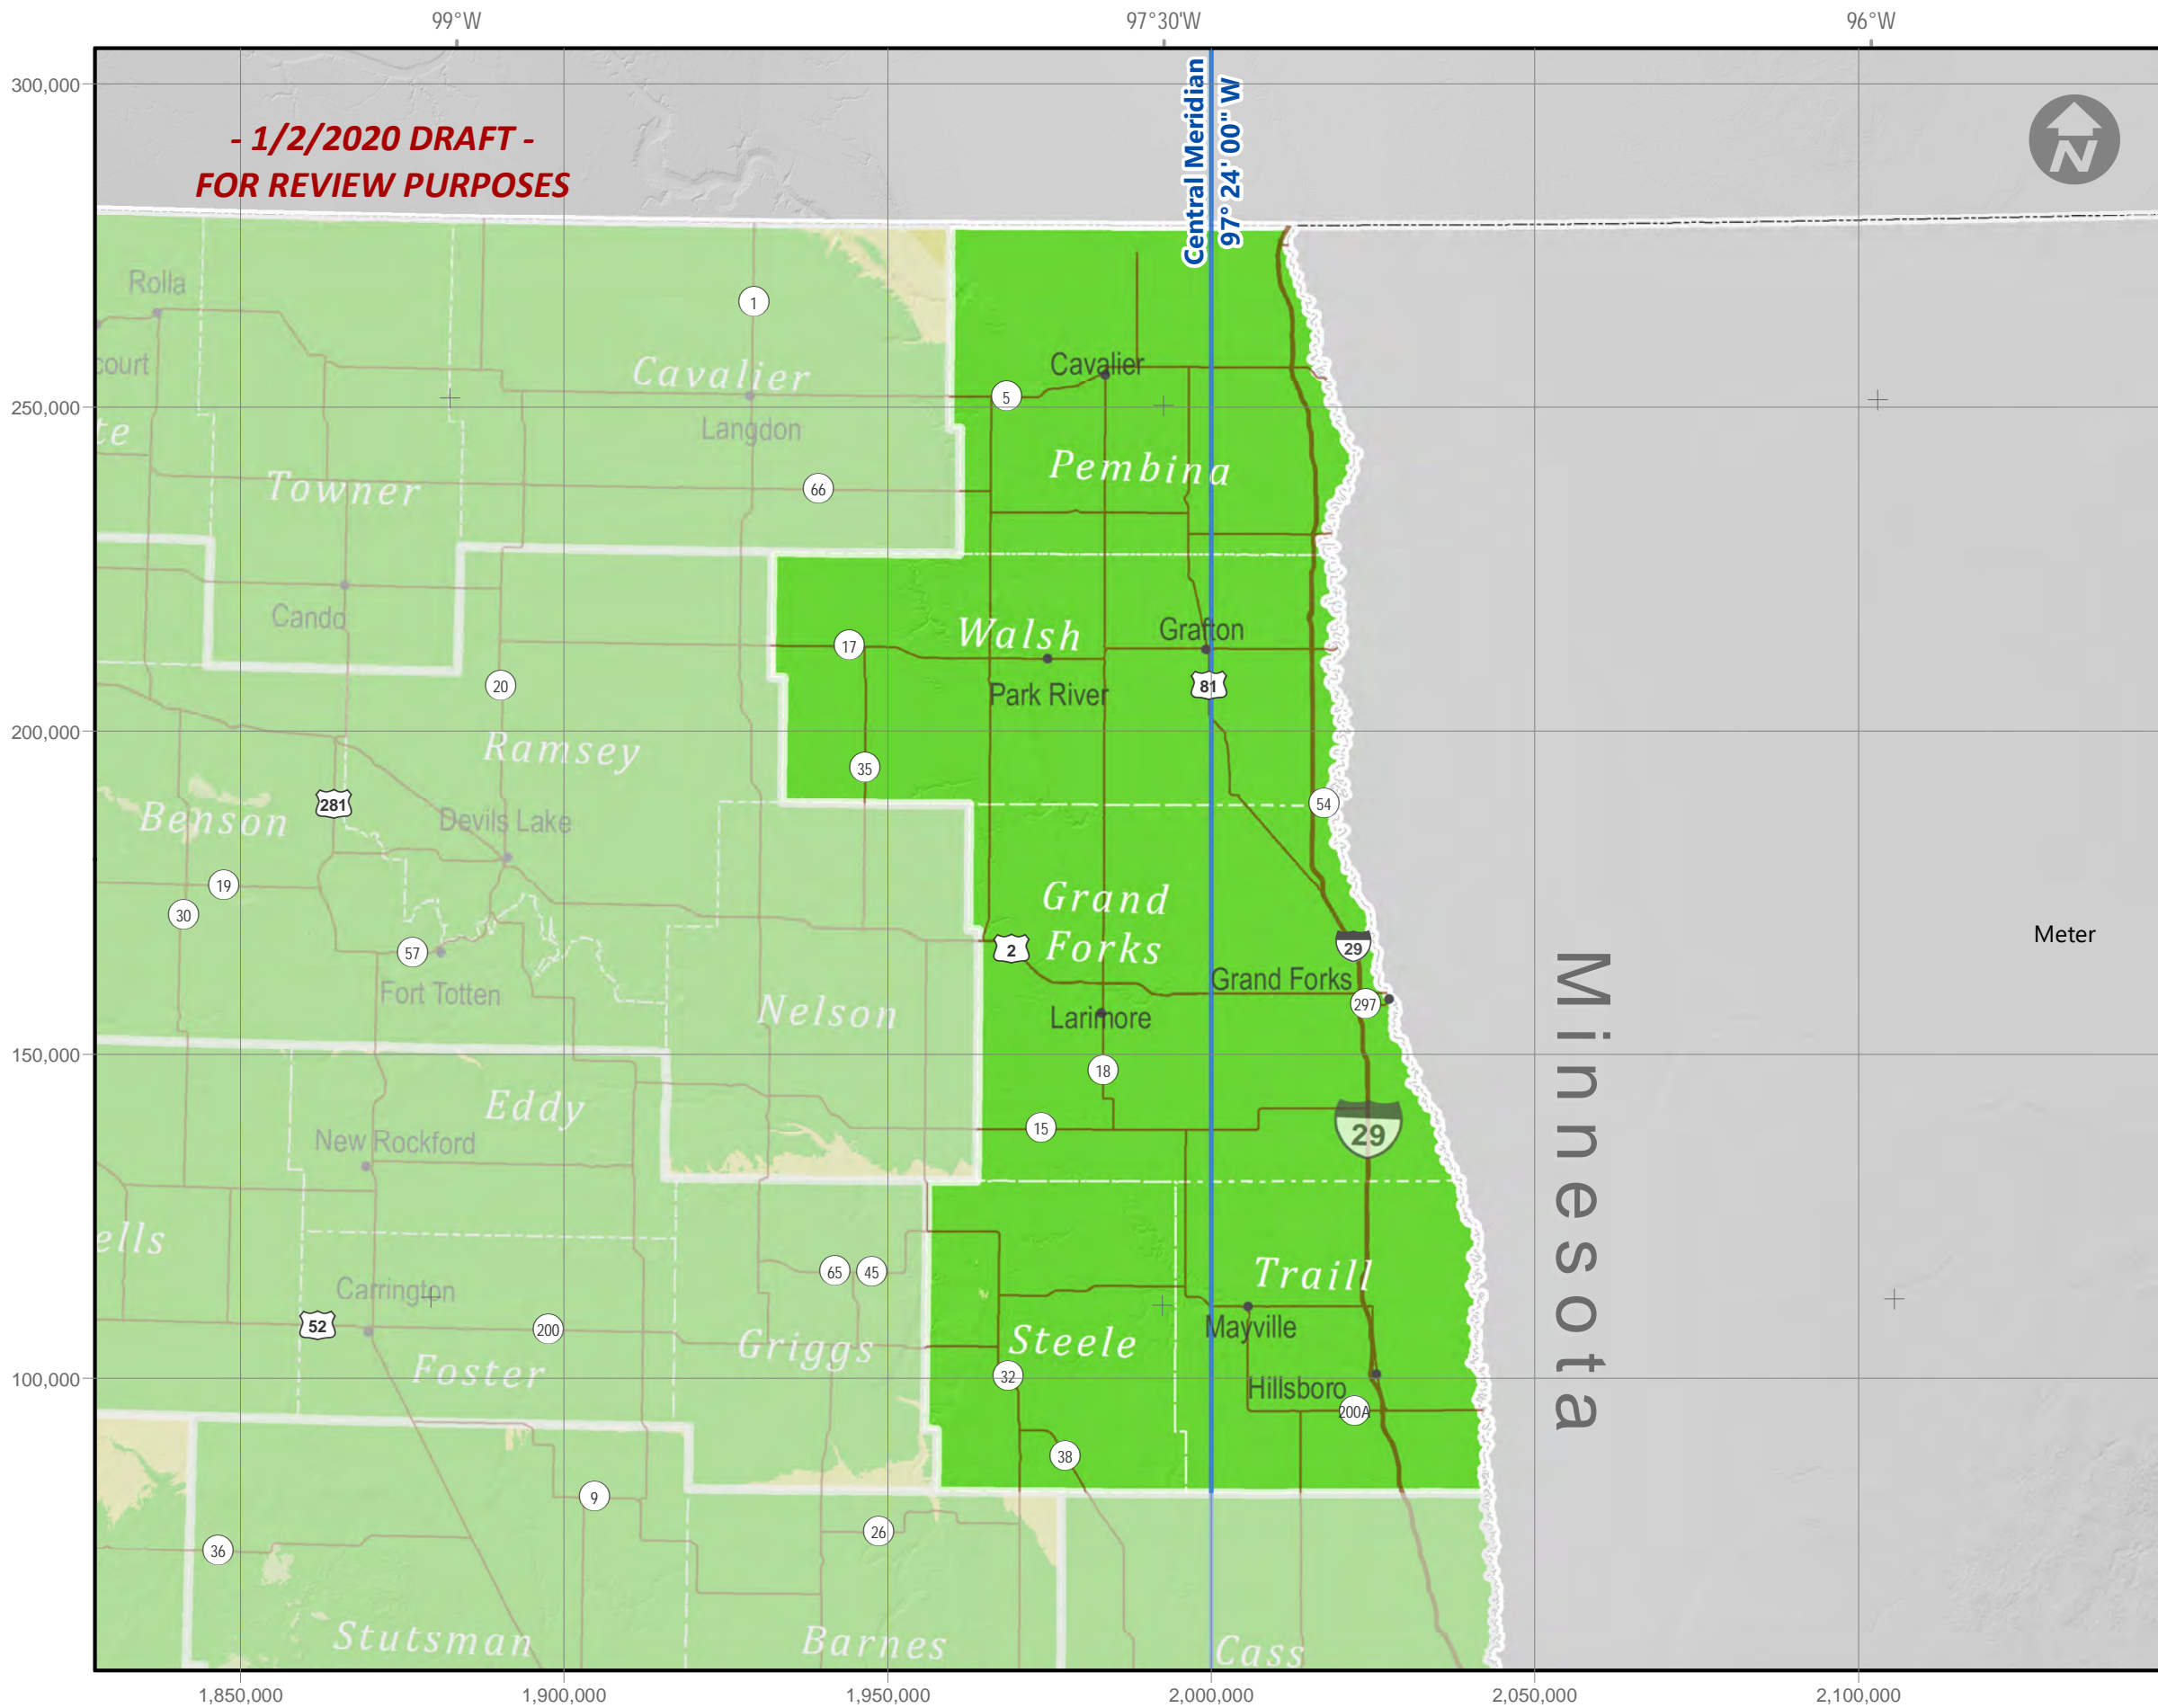 99°W
97°30'W
96°W
300,000
Central Meridian
97° 24' 00" W
- 1/2/2020 DRAFT -
FOR REVIEW PURPOSES
N
Rolla
1
court
Cavalier
Cavalier
5
250,000
te
Langdon
Pembina
Towner
66
Cando
Walsh
Grafton
17
20
Park River
81
200,000
Ramsey
35
281
54
Benson
Devils Lake
19
30
Grand
Forks
57
2
29
Meter
Fort Totten
Grand Forks
297
Nelson
Larimore
150,000
18
Eddy
15
29
New Rockford
Minnesota
ells
65
45
Traill
Carrington
52
200
Griggs
Steele
Mayville
Foster
32
100,000
Hillsboro
200A
38
9
26
36
Stutsman
Barnes
Cass
1,850,000
1,900,000
1,950,000
2,000,000
2,050,000
2,100,000